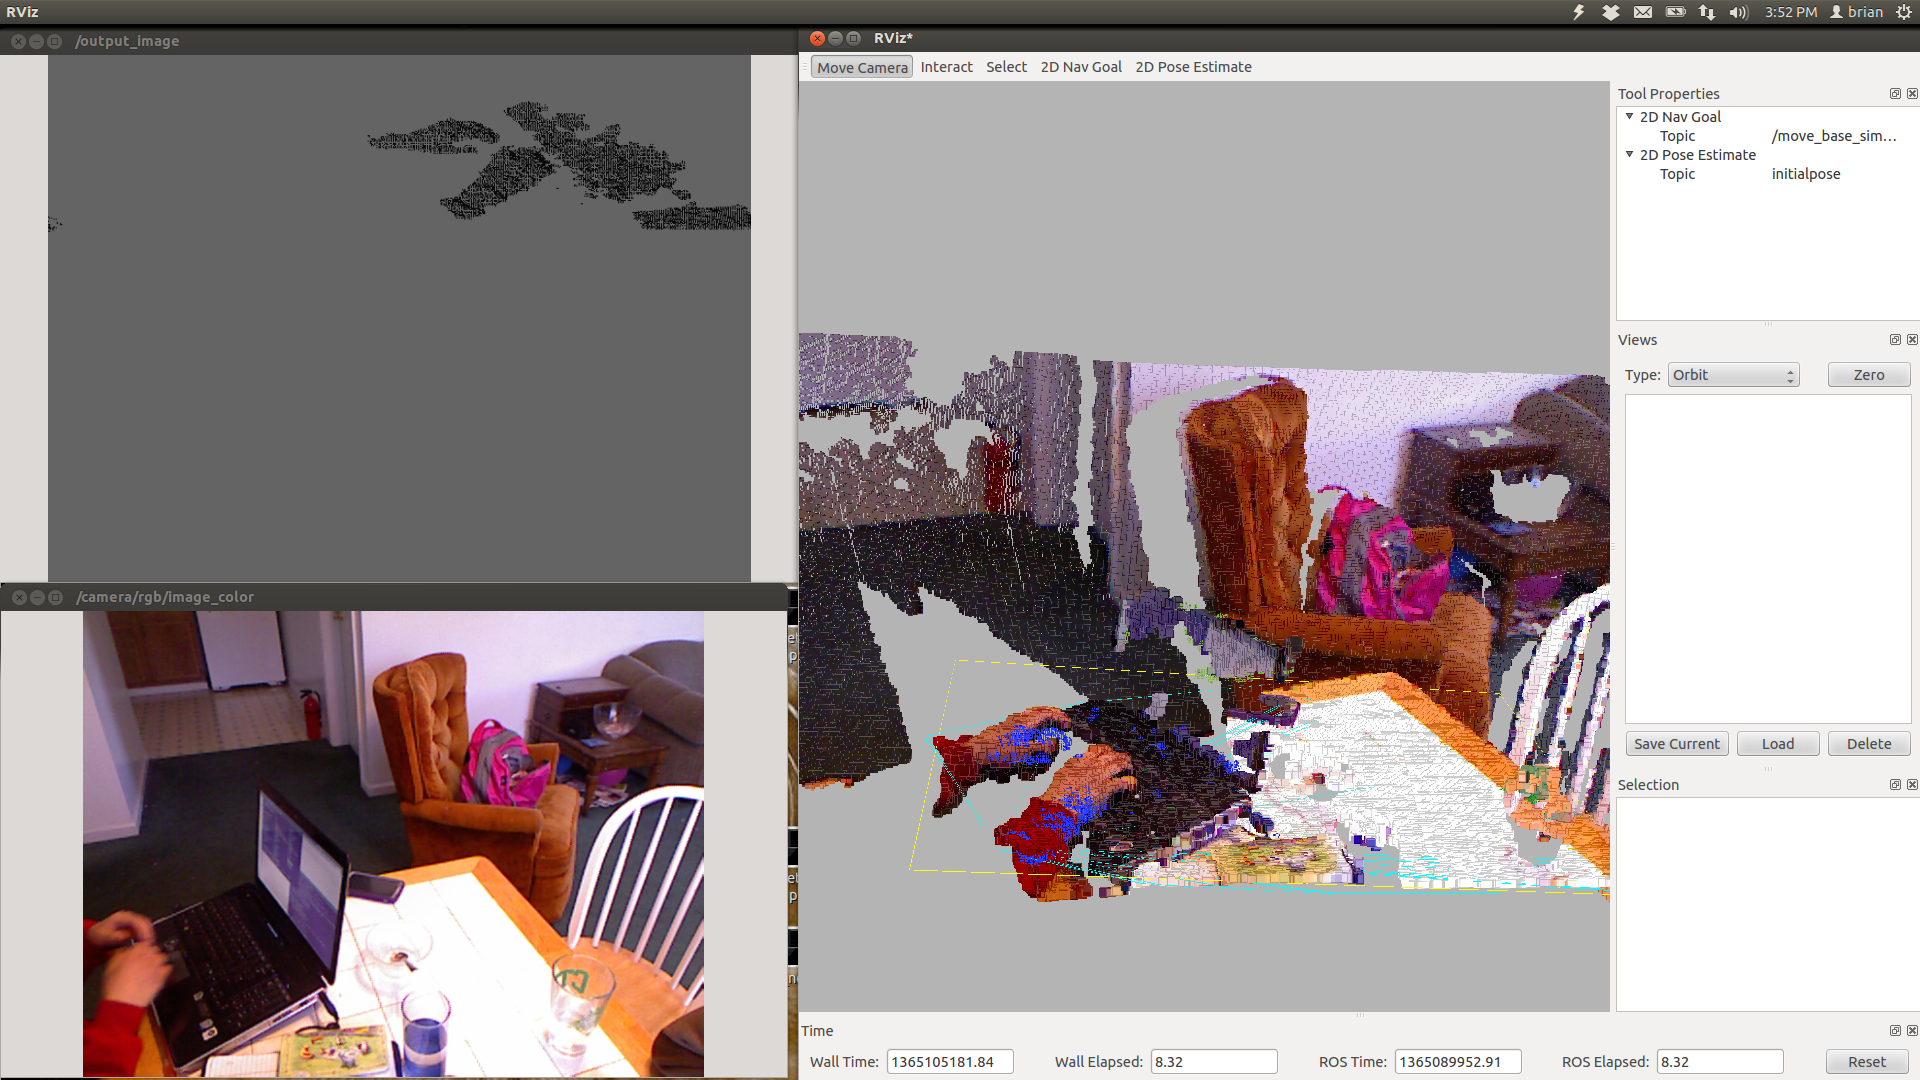 RViz
3:52 PM
brian
/output_image
RViz*
Move Camera
Interact
Select
2D Nav Goal
2D Pose Estimate
Tool Properties
2D Nav Goal
Topic
/move_base_sim...
2D Pose Estimate
Topic
initialpose
Views
Type:
Orbit
Zero
Save Current
Load
Delete
Selection
/camera/rgb/image_color
Time
Wall Time:
1365105181.84
Wall Elapsed:
8.32
ROS Time:
1365089952.91
ROS Elapsed:
8.32
Reset